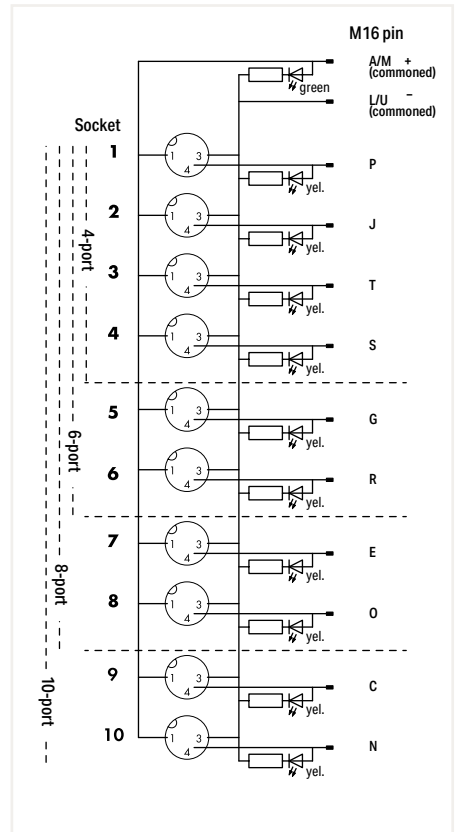 M16 pin
A/M +
(commoned)
green
L/U –
(commoned)
Socket
1
1 3
4
P
yel.
2
1 3
4
J
yel.
3
1 3
4
T
yel.
4-port
4
1 3
4
S
yel.
5
1 3
4
G
yel.
6-port
6
1 3
4
R
yel.
7
1 3
4
E
yel.
8-port
8
1 3
4
O
yel.
9
1 3
4
C
yel.
10-port
10
1 3
4
N
yel.